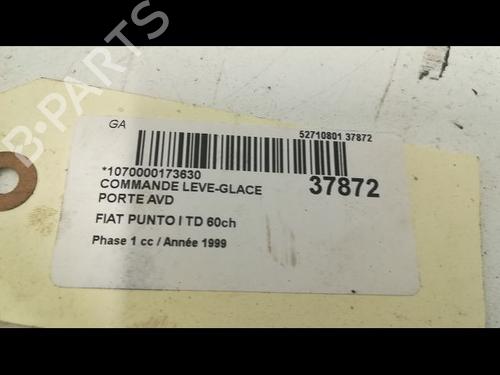 B-PARTS
GA
52710801 37872
*1070000173630
COMMANDE LEVE-GLACE
37872
PORTE AVD
FIAT PUNTO I TD 60ch
Phase 1 cc / Année 1999